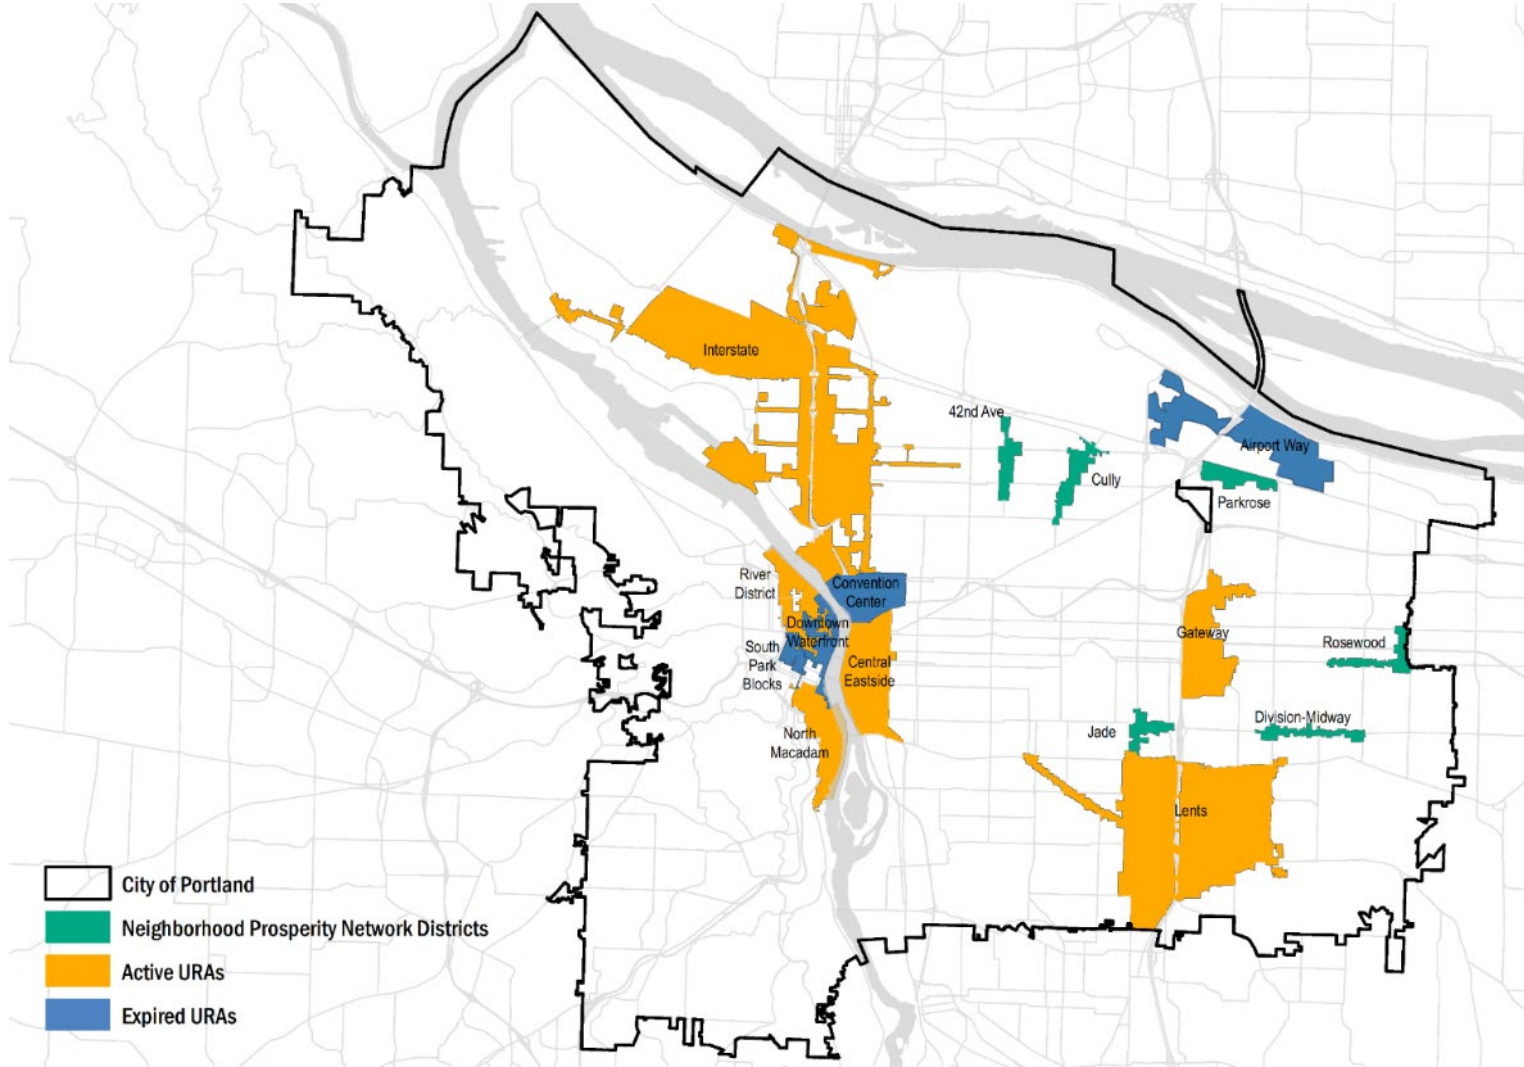 Interstate
42nd Ave
Airport Way
Cully
Parkrose
River
District
Convention
Center
Downtown
Waterfront
South
Park
Blocks
Central
Eastside
Gateway
Rosewood
North
Macadam
Jade
Division-Midway
Lents
City of Portland
Neighborhood Prosperity Network Districts
Active URAs
Expired URAs